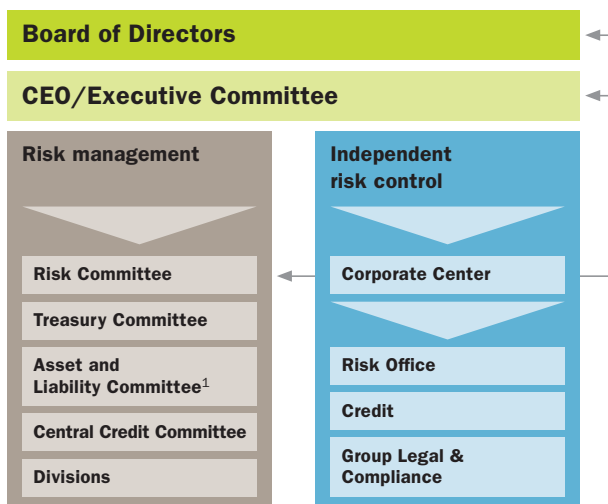 Board of Directors
CEO/Executive Committee
Risk management
Risk Committee
Treasury Committee
Asset and
Liability Committee¹
Central Credit Committee
Divisions
Independent
risk control
Corporate Center
Risk Office
Credit
Group Legal &
Compliance